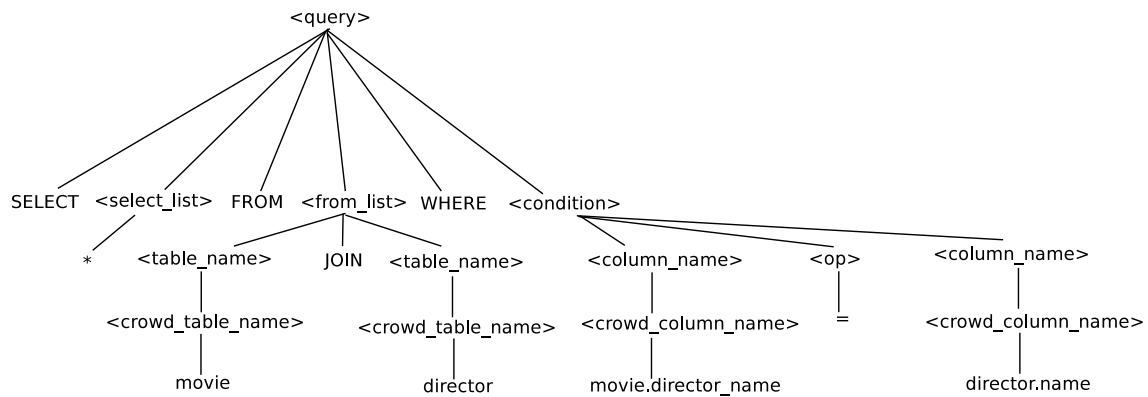 <query>
SELECT <select_list> FROM <from_list> WHERE <condition>
* <table_name> JOIN <table_name> <column_name> <op> <column_name>
<crowd_table_name> <crowd_table_name> <crowd_column_name> = <crowd_column_name>
movie director movie.director_name director.name